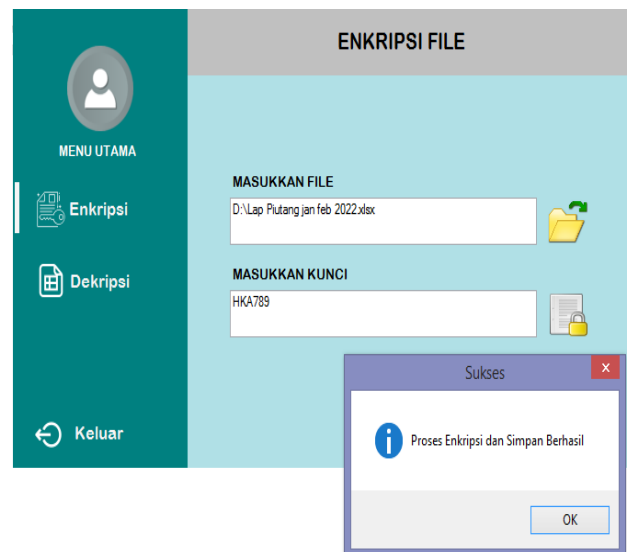 ENKRIPSI FILE
MENU UTAMA
Enkripsi
Dekripsi
Keluar
MASUKKAN FILE
D:\Lap Piutang jan feb 2022.xlsx
MASUKKAN KUNCI
HKA789
Sukses
x
Proses Enkripsi dan Simpan Berhasil
OK